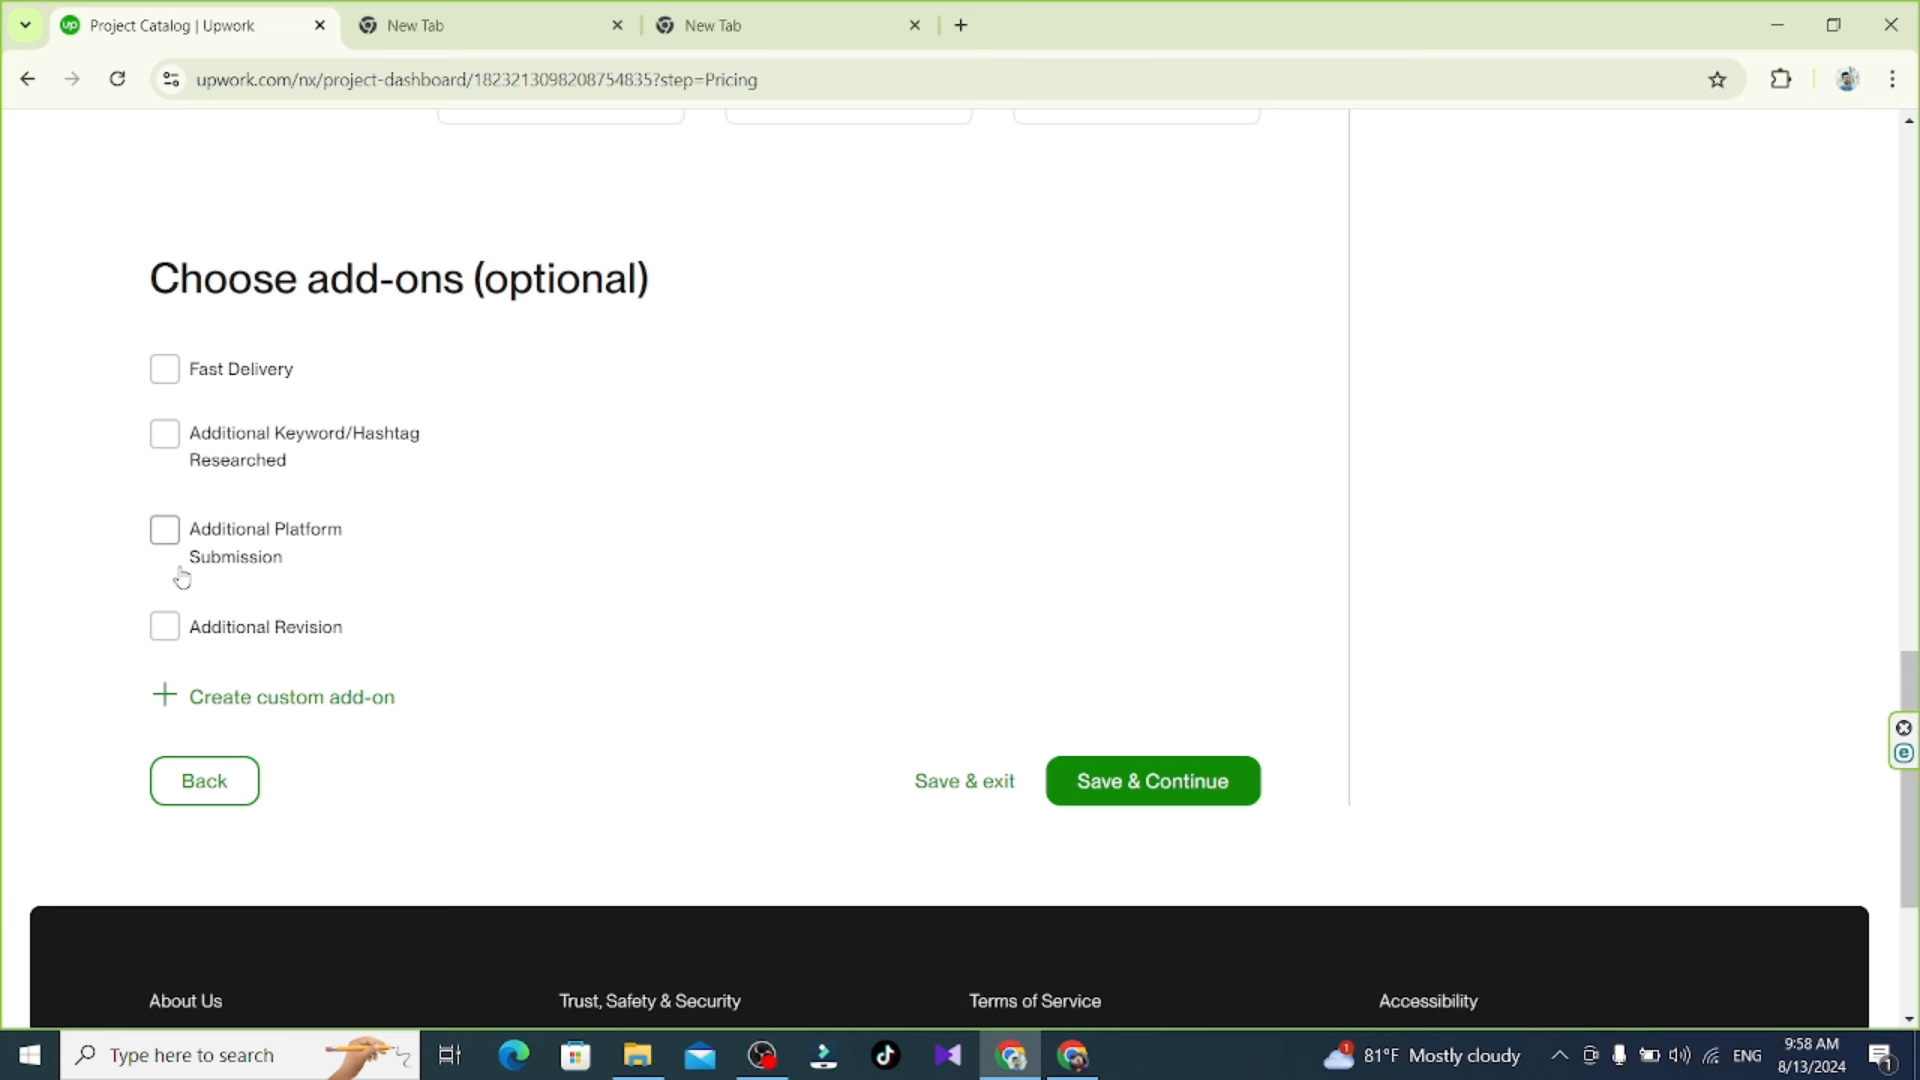 Project Catalog | Upwork
New Tab
New Tab
upwork.com/nx/project-dashboard/1823213098208754835?step=Pricing
Choose add-ons (optional)
Fast Delivery
Additional Keyword/Hashtag
Researched
Additional Platform
Submission
Additional Revision
Create custom add-on
Back
Save & exit
Save & Continue
About Us
Trust, Safety & Security
Terms of Service
Accessibility
Type here to search
81°F Mostly cloudy
ENG
9:58 AM
8/13/2024